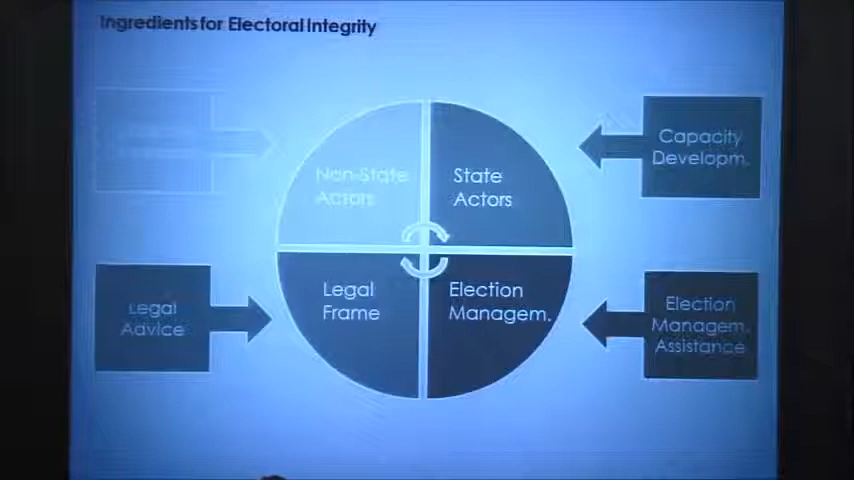 Ingredients for Electoral Integrity
Non-State
Actors
State
Actors
Capacity
Developm.
Legal
Frame
Election
Managem.
Legal
Advice
Election
Managem.
Assistance